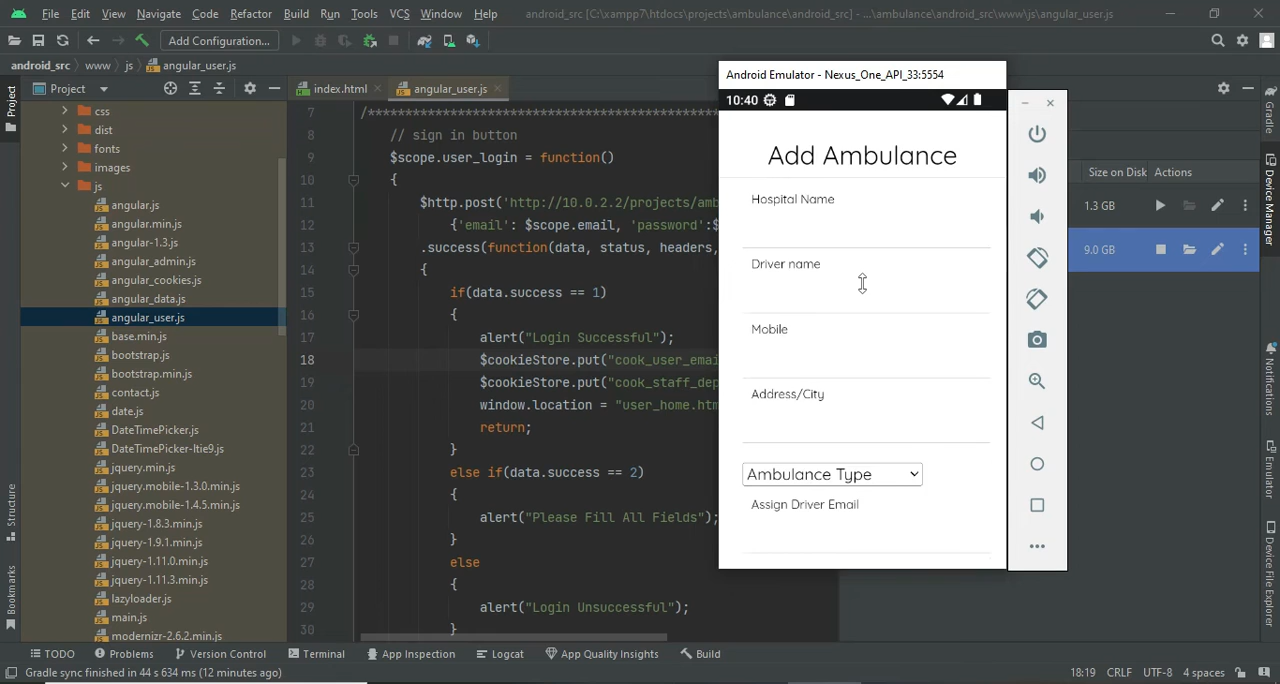 File Edit View Navigate Code Refactor Build Run Tools VCS Window Help android_src [C:\xampp7\htdocs\projects\ambulance\android_src] - ...\ambulance\android_src\www\js\angular_user.js
Add Configuration...
android_src www js angular_user.js
Project
index.html
angular_user.js
css
dist
fonts
images
js
angular.js
angular.min.js
angular-1.3.js
angular_admin.js
angular_cookies.js
angular_data.js
angular_user.js
base.min.js
bootstrap.js
bootstrap.min.js
contact.js
date.js
DateTimePicker.js
DateTimePicker-ltie9.js
jquery.min.js
jquery.mobile-1.3.0.min.js
jquery.mobile-1.4.5.min.js
jquery-1.8.3.min.js
jquery-1.9.1.min.js
jquery-1.11.0.min.js
jquery-1.11.3.min.js
lazyloader.js
main.js
modernizr-2.6.2.min.js
Project
Structure
Bookmarks
7 /****************************************
8 // sign in button
9 $scope.user_login = function()
10 {
11 $http.post('http://10.0.2.2/projects/amb
12 {'email': $scope.email, 'password':$
13 .success(function(data, status, headers,
14 {
15 if(data.success == 1)
16 {
17 alert("Login Successful");
18 $cookieStore.put("cook_user_emai
19 $cookieStore.put("cook_staff_dep
20 window.location = "user_home.htm
21 return;
22 }
23 else if(data.success == 2)
24 {
25 alert("Please Fill All Fields");
26 }
27 else
28 {
29 alert("Login Unsuccessful");
30 }
Android Emulator - Nexus_One_API_33:5554
10:40
Add Ambulance
Hospital Name
Driver name
Mobile
Address/City
Ambulance Type
Assign Driver Email
Size on Disk Actions
1.3 GB
9.0 GB
Gradle
Device Manager
Notifications
Emulator
Device File Explorer
TODO Problems Version Control Terminal App Inspection Logcat App Quality Insights Build
Gradle sync finished in 44 s 634 ms (12 minutes ago)
18:19 CRLF UTF-8 4 spaces